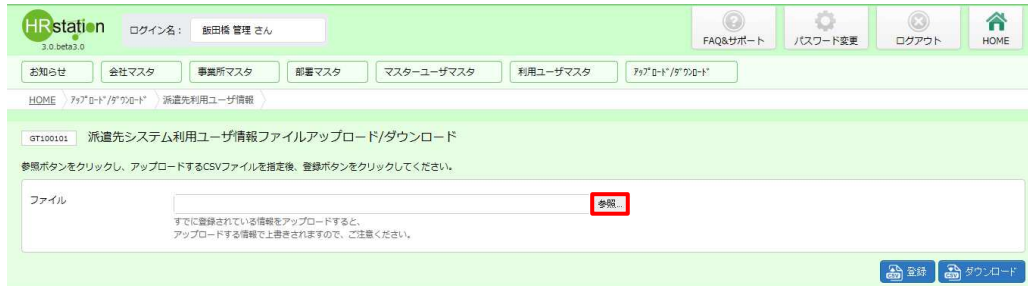 HRstation
3.0.beta3.0
ログイン名： 飯田橋 管理 さん
FAQ&サポート パスワード変更 ログアウト HOME
お知らせ 会社マスタ 事業所マスタ 部署マスタ マスターユーザマスタ 利用ユーザマスタ ｱｯﾌﾟﾛｰﾄﾞ/ﾀﾞｳﾝﾛｰﾄﾞ
HOME ｱｯﾌﾟﾛｰﾄﾞ/ﾀﾞｳﾝﾛｰﾄﾞ 派遣先利用ユーザ情報
GT100101 派遣先システム利用ユーザ情報ファイルアップロード/ダウンロード
参照ボタンをクリックし、アップロードするCSVファイルを指定後、登録ボタンをクリックしてください。
ファイル 参照...
すでに登録されている情報をアップロードすると、
アップロードする情報で上書きされますので、ご注意ください。
CSV 登録 CSV ダウンロード